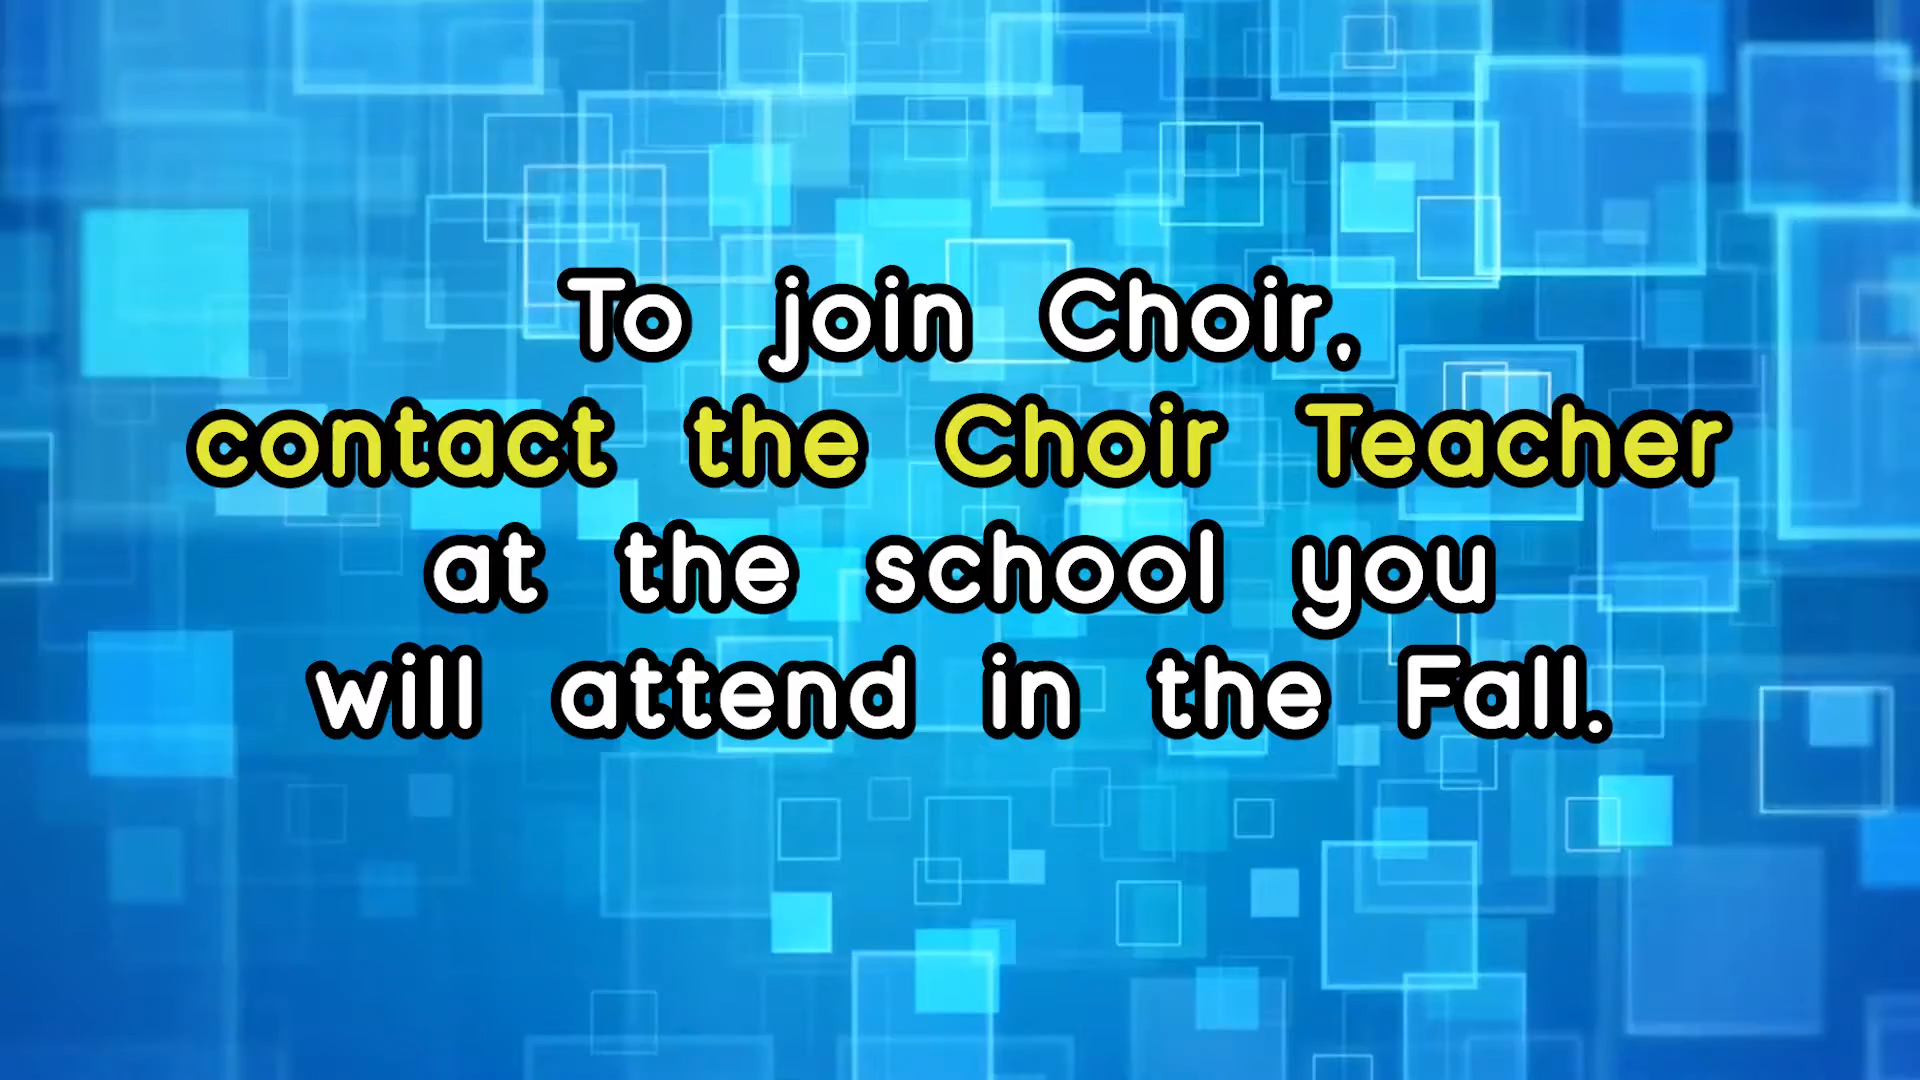 To join Choir,
contact the Choir Teacher
at the school you
will attend in the Fall.